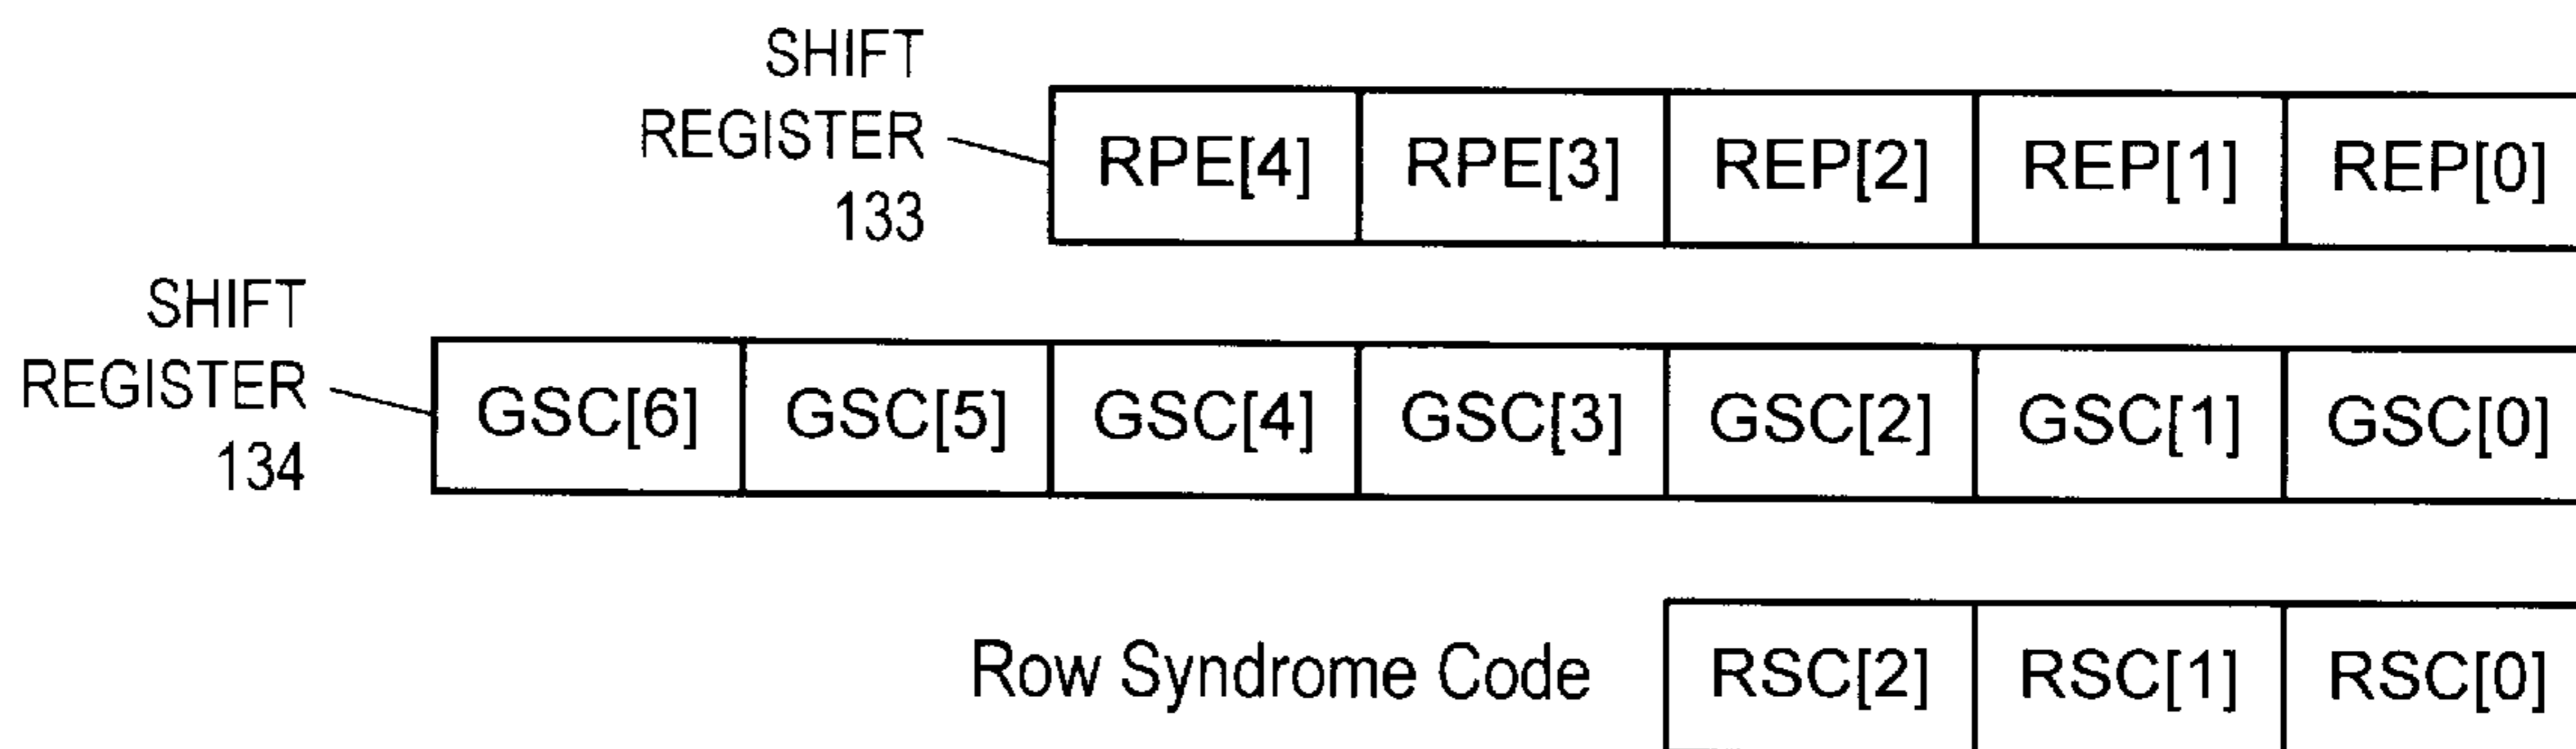 SHIFT
REGISTER
133
RPE[4] RPE[3] REP[2] REP[1] REP[0]
SHIFT
REGISTER
134
GSC[6] GSC[5] GSC[4] GSC[3] GSC[2] GSC[1] GSC[0]
Row Syndrome Code RSC[2] RSC[1] RSC[0]